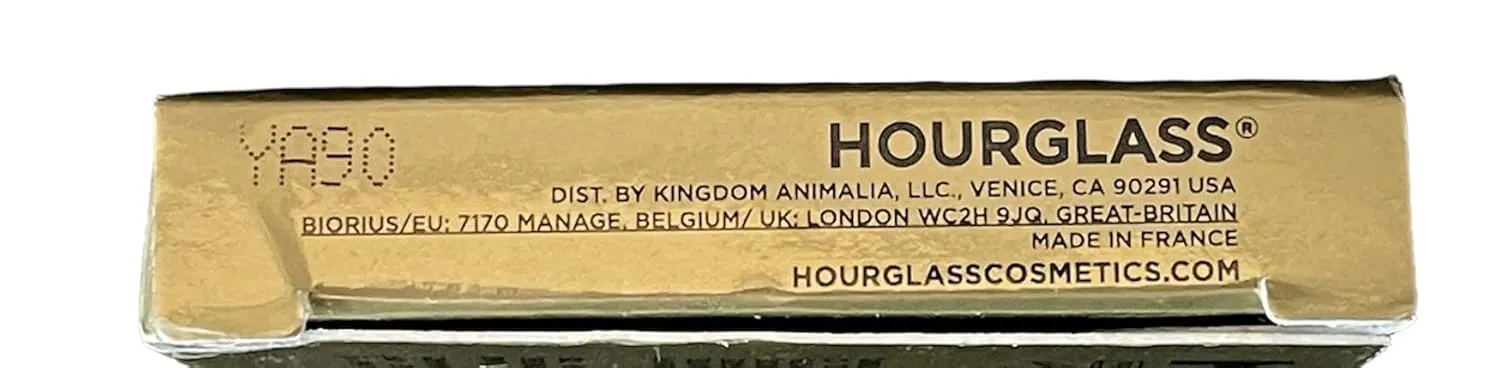 YA90
HOURGLASS®
DIST. BY KINGDOM ANIMALIA, LLC., VENICE, CA 90291 USA
BIORIUS/EU: 7170 MANAGE, BELGIUM/ UK: LONDON WC2H 9JQ, GREAT-BRITAIN
MADE IN FRANCE
HOURGLASSCOSMETICS.COM